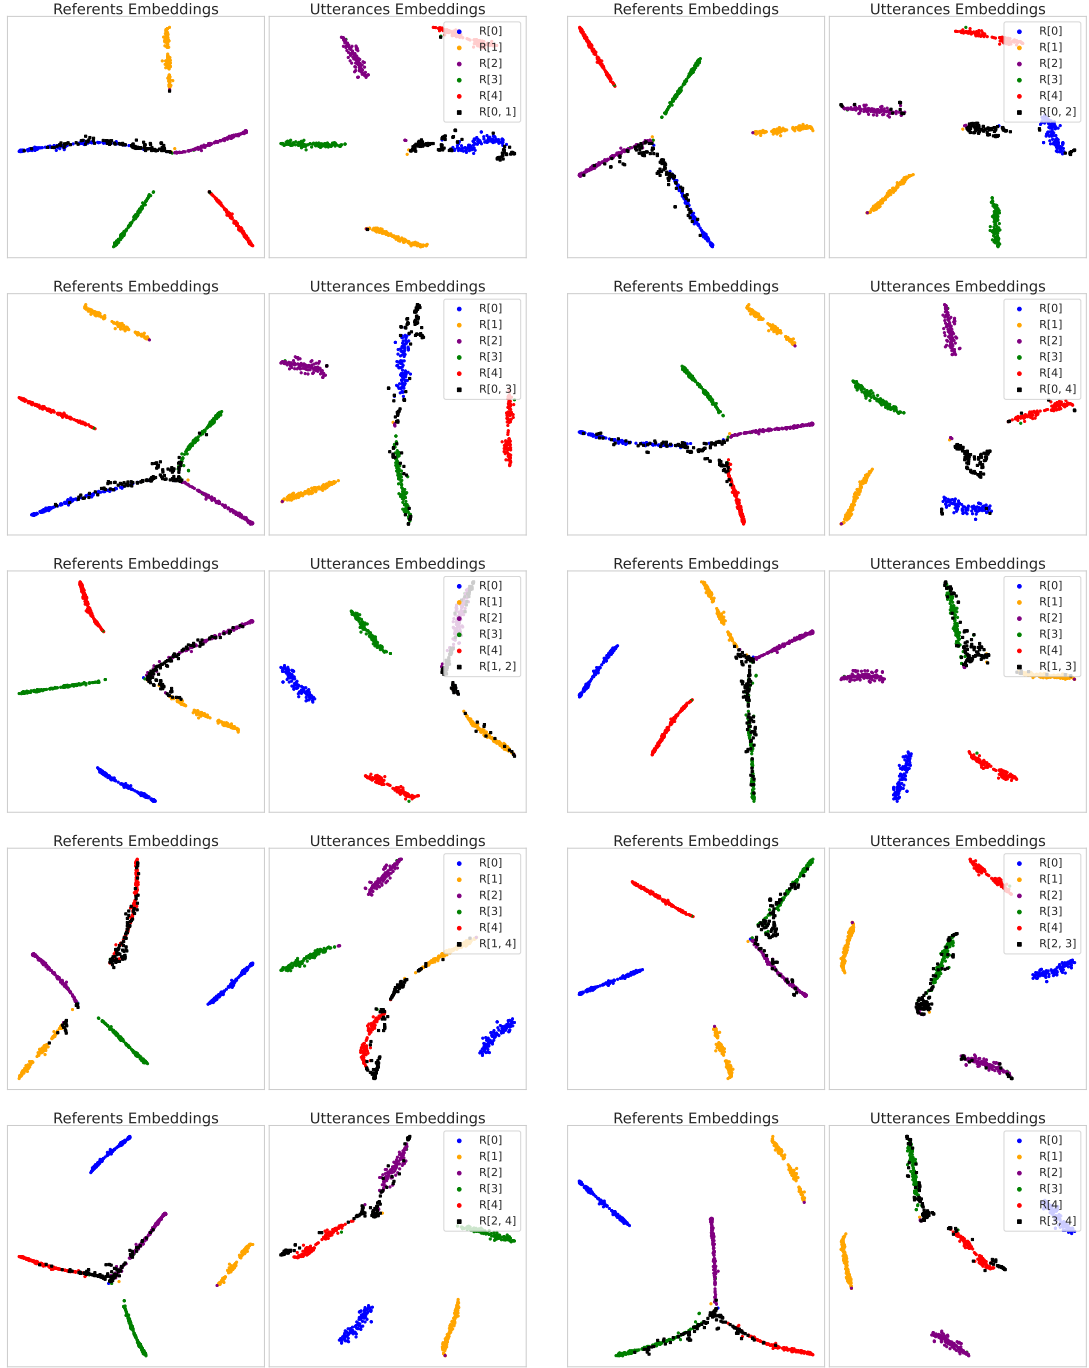 Referents Embeddings
Utterances Embeddings
R[0]
R[1]
R[2]
R[3]
R[4]
R[0, 1]
Referents Embeddings
Utterances Embeddings
R[0]
R[1]
R[2]
R[3]
R[4]
R[0, 2]
Referents Embeddings
Utterances Embeddings
R[0]
R[1]
R[2]
R[3]
R[4]
R[0, 3]
Referents Embeddings
Utterances Embeddings
R[0]
R[1]
R[2]
R[3]
R[4]
R[0, 4]
Referents Embeddings
Utterances Embeddings
R[0]
R[1]
R[2]
R[3]
R[4]
R[1, 2]
Referents Embeddings
Utterances Embeddings
R[0]
R[1]
R[2]
R[3]
R[4]
R[1, 3]
Referents Embeddings
Utterances Embeddings
R[0]
R[1]
R[2]
R[3]
R[4]
R[1, 4]
Referents Embeddings
Utterances Embeddings
R[0]
R[1]
R[2]
R[3]
R[4]
R[2, 3]
Referents Embeddings
Utterances Embeddings
R[0]
R[1]
R[2]
R[3]
R[4]
R[2, 4]
Referents Embeddings
Utterances Embeddings
R[0]
R[1]
R[2]
R[3]
R[4]
R[3, 4]